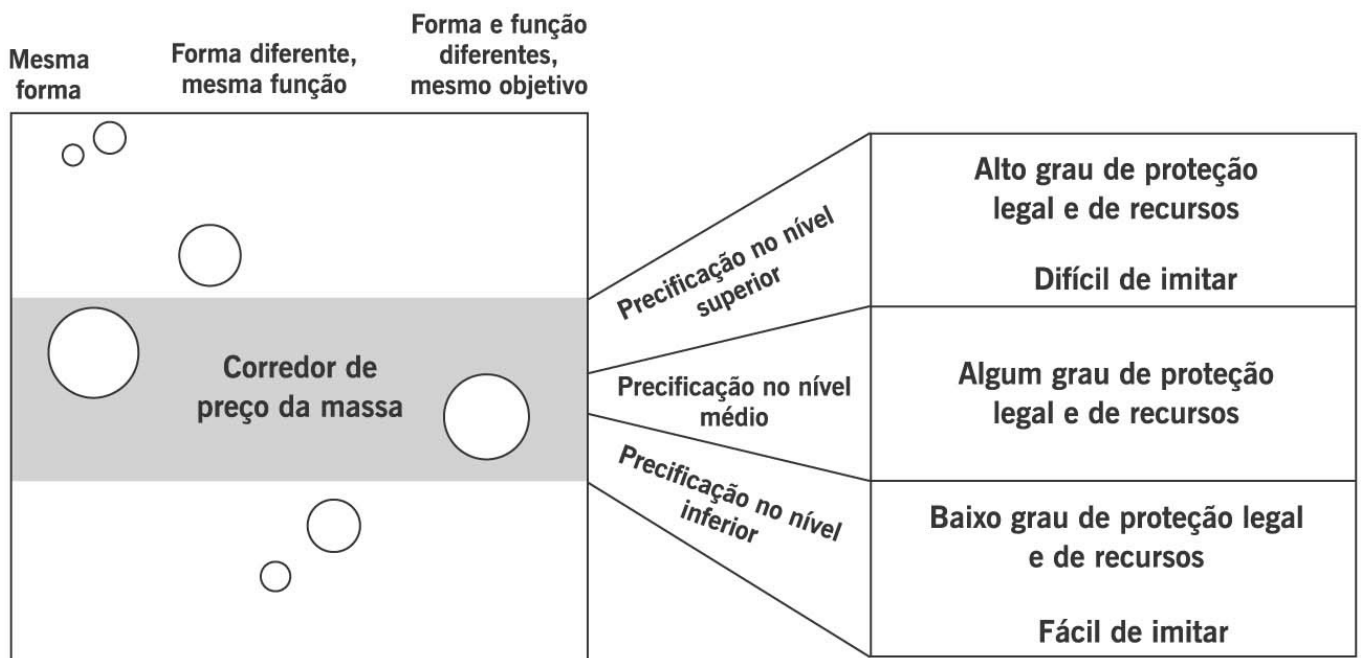 Mesma
forma
Forma diferente,
mesma função
Forma e função
diferentes,
mesmo objetivo
Corredor de
preço da massa
Precificação no nível
superior
Precificação no nível
médio
Precificação no nível
inferior
Alto grau de proteção
legal e de recursos
Difícil de imitar
Algum grau de proteção
legal e de recursos
Baixo grau de proteção legal
e de recursos
Fácil de imitar